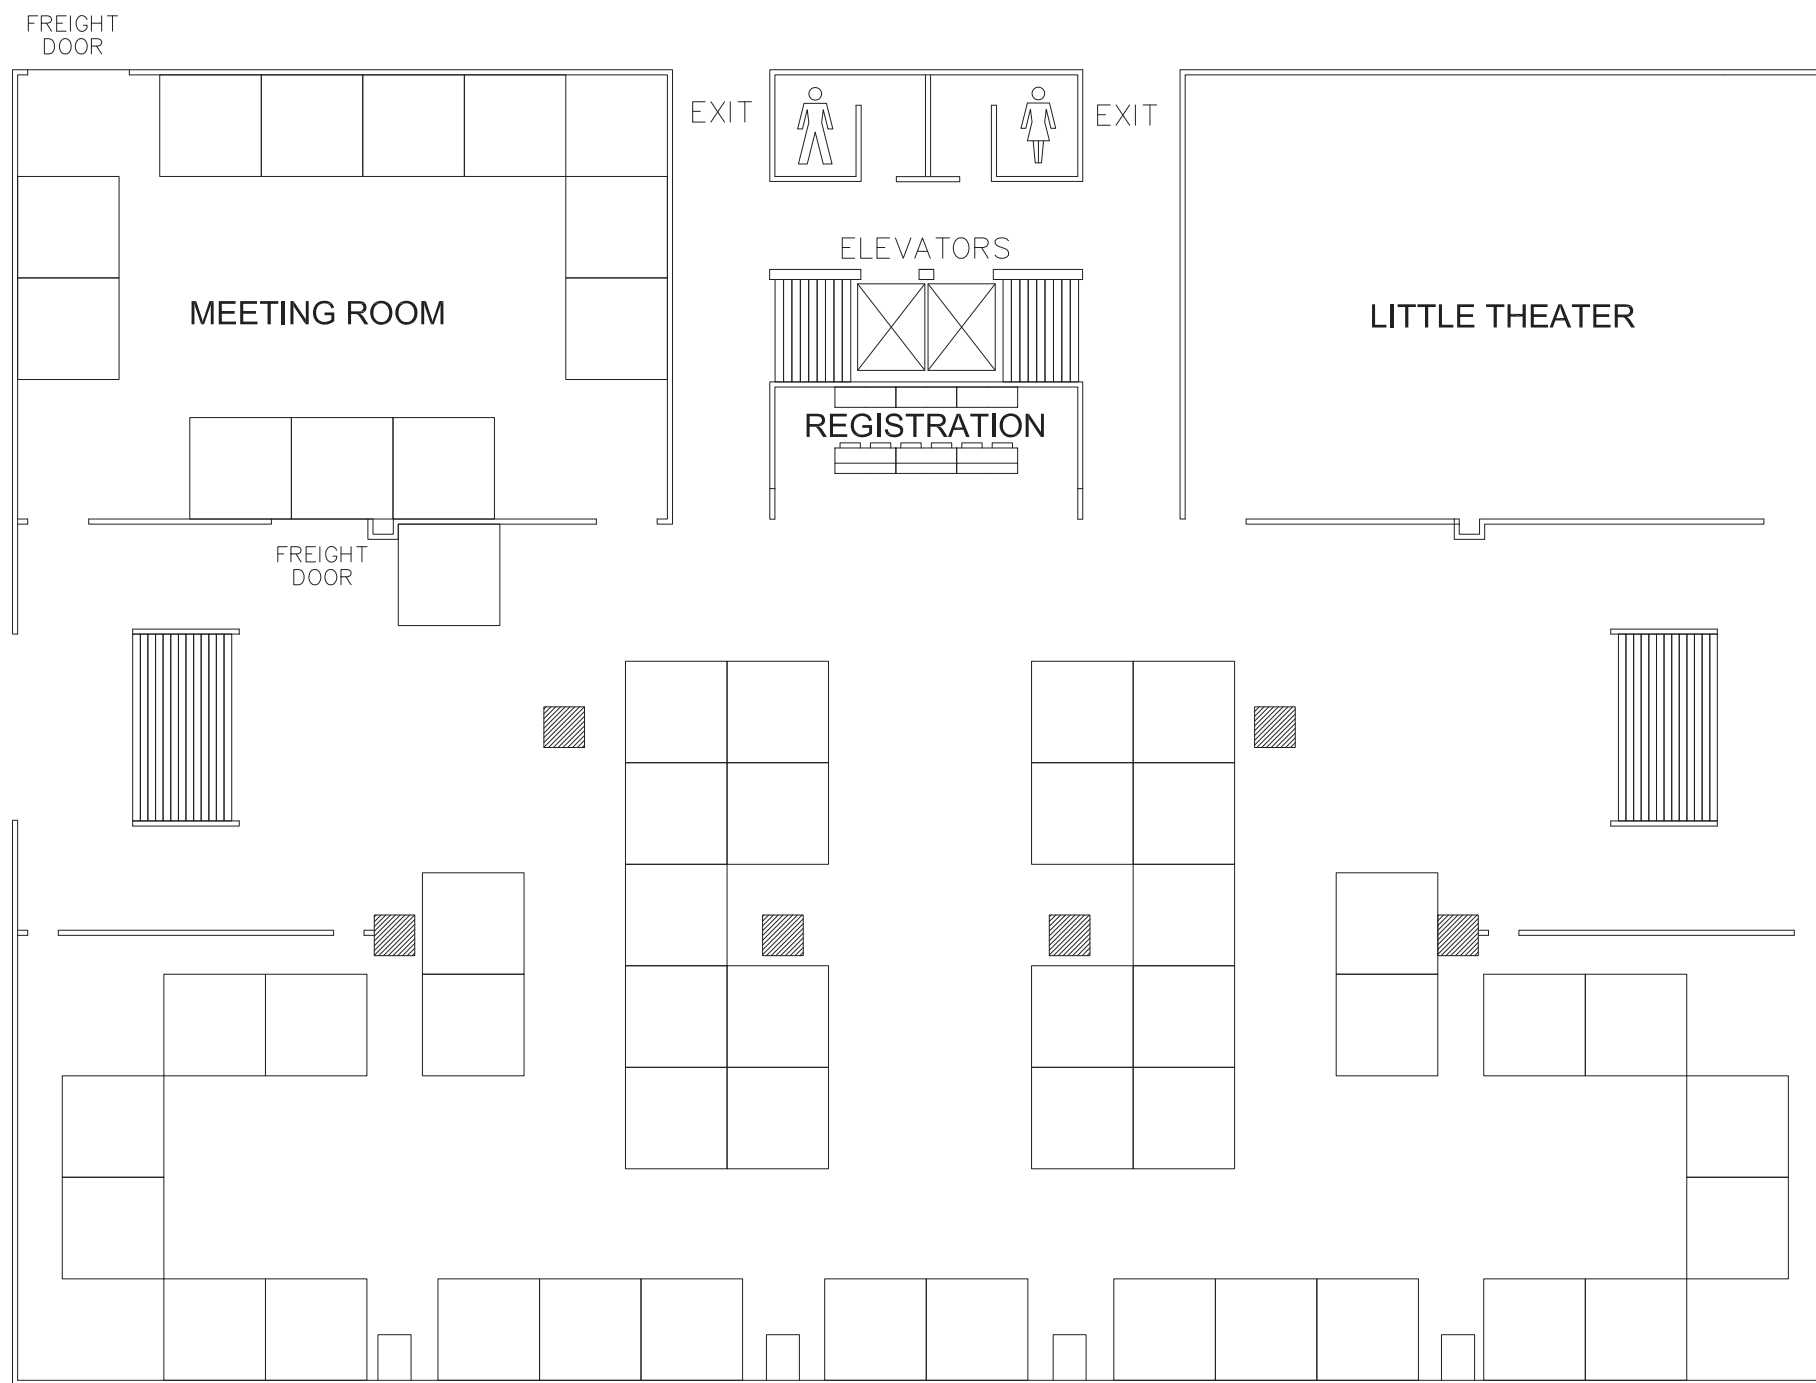 FREIGHT
DOOR
EXIT
EXIT
ELEVATORS
MEETING ROOM
LITTLE THEATER
REGISTRATION
FREIGHT
DOOR